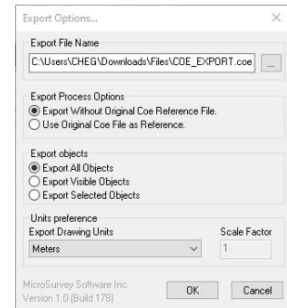 Export Options...
Export File Name
C:\Users\CHEG\Downloads\Files\COE_EXPORT.coe
...
Export Process Options
Export Without Original Coe Reference File.
Use Original Coe File as Reference.
Export objects
Export All Objects
Export Visible Objects
Export Selected Objects
Units preference
Export Drawing Units
Scale Factor
Meters
1
MicroSurvey Software Inc.
Version 1.0 (Build 178)
OK
Cancel